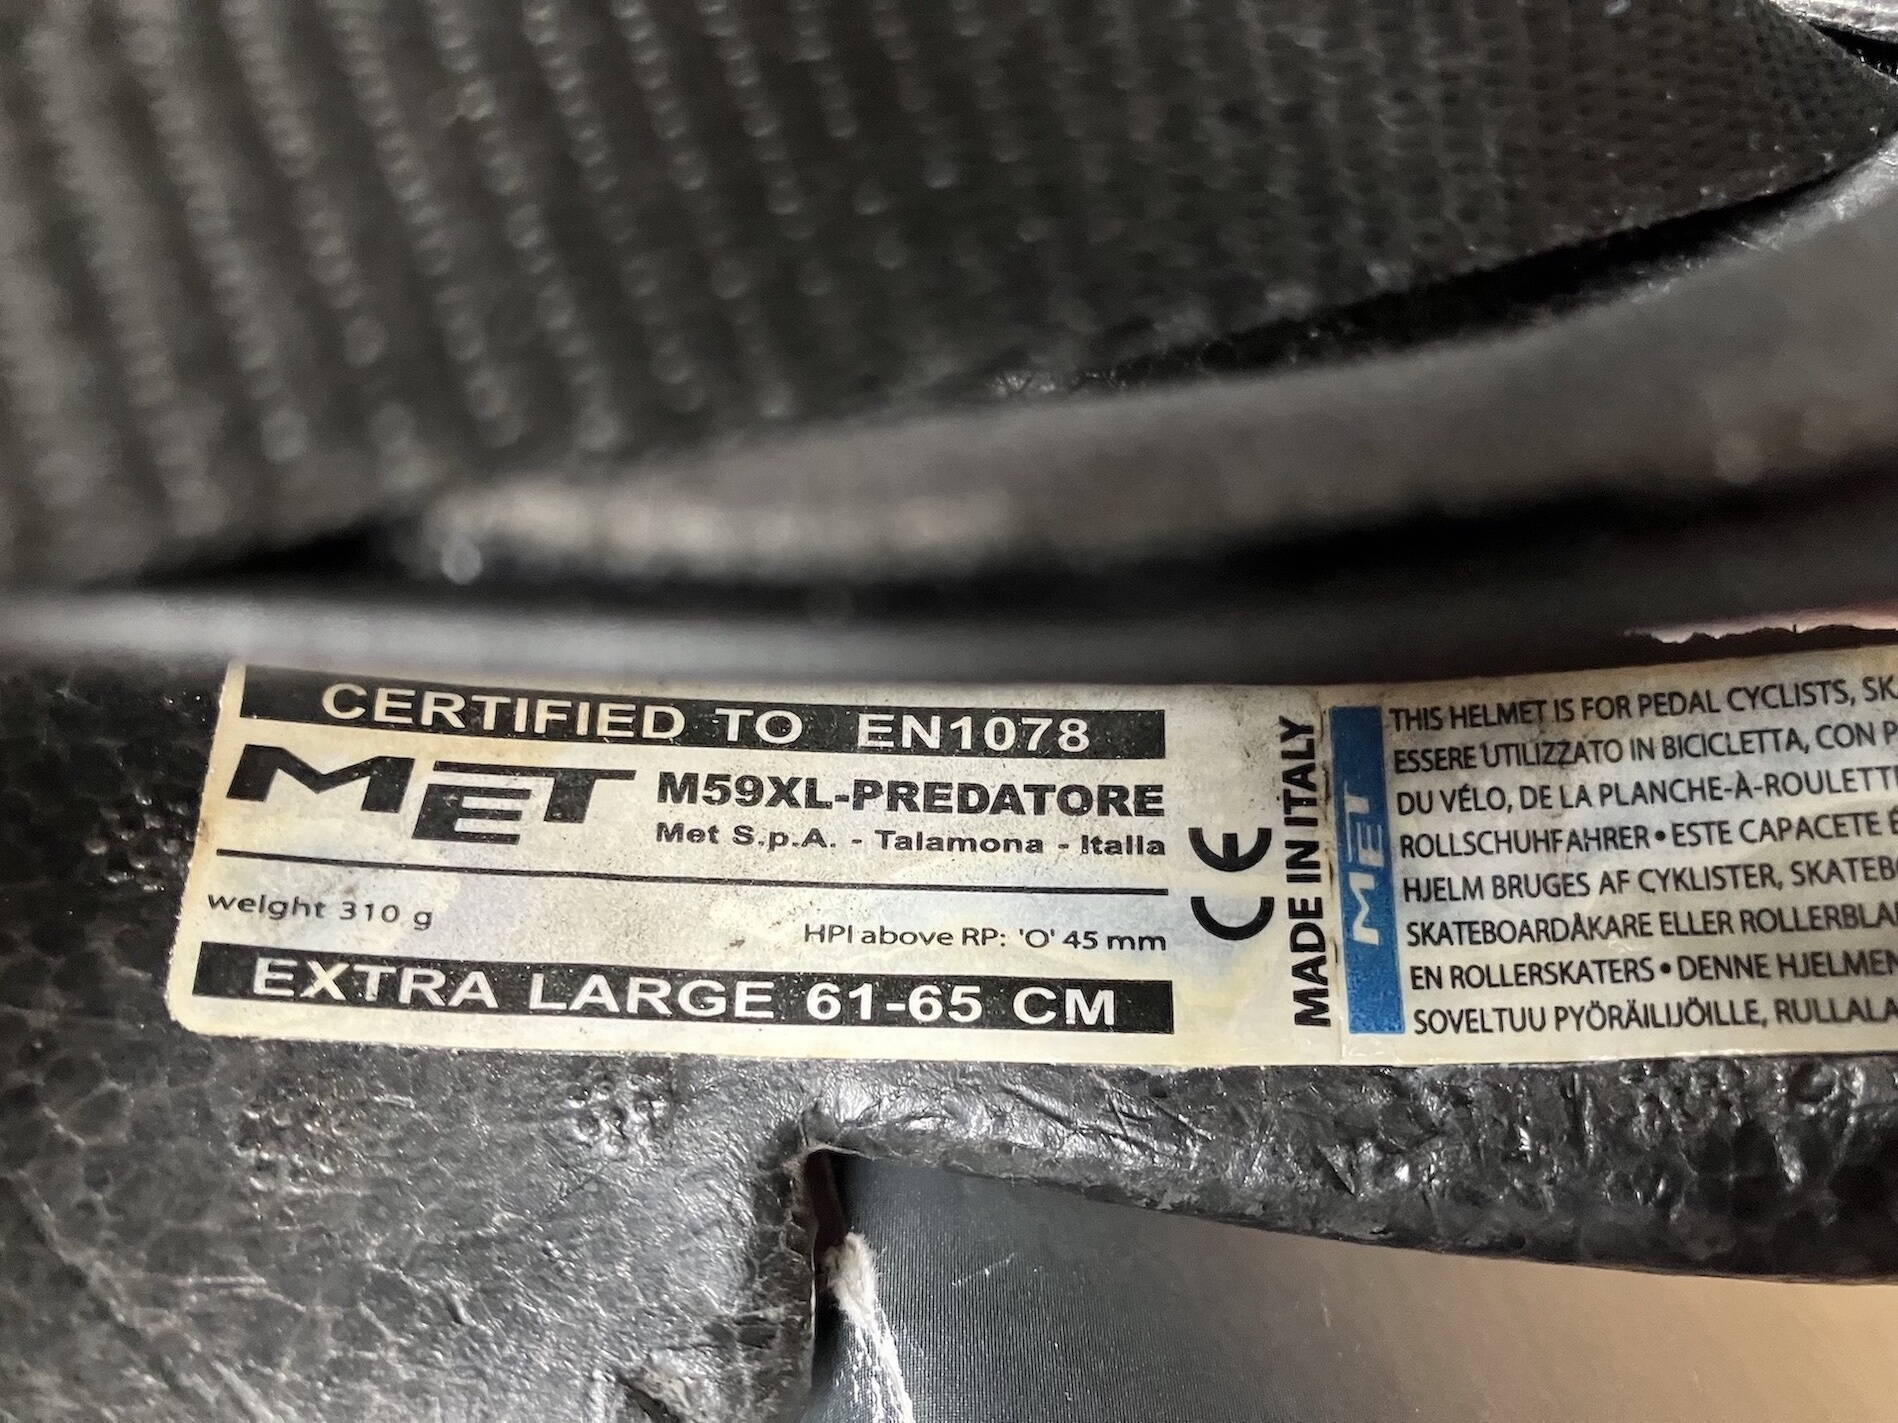 CERTIFIED TO EN1078
MET
M59XL-PREDATORE
Met S.p.A. - Talamona - Italia
weight 310 g
HPI above RP: 'O' 45 mm
EXTRA LARGE 61-65 CM
CE
MADE IN ITALY
MET
THIS HELMET IS FOR PEDAL CYCLISTS, SK
ESSERE UTILIZZATO IN BICICLETTA, CON P
DU VÉLO, DE LA PLANCHE-À-ROULETT
ROLLSCHUHFAHRER • ESTE CAPACETE E
HJELM BRUGES AF CYKLISTER, SKATEB
SKATEBOARDÅKARE ELLER ROLLERBLA
EN ROLLERSKATERS • DENNE HJELMEN
SOVELTUU PYÖRÄILIJÖILLE, RULLALA